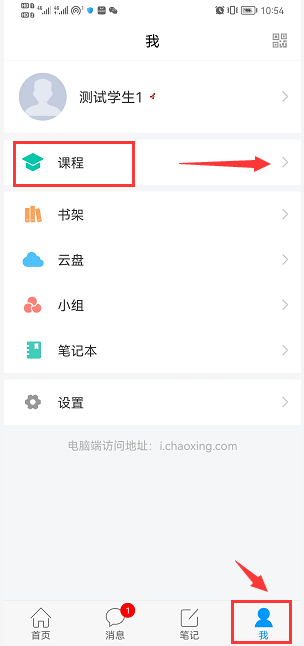 10:54
我
测试学生1
课程
书架
云盘
小组
笔记本
设置
电脑端访问地址：i.chaoxing.com
1
首页
消息
笔记
我